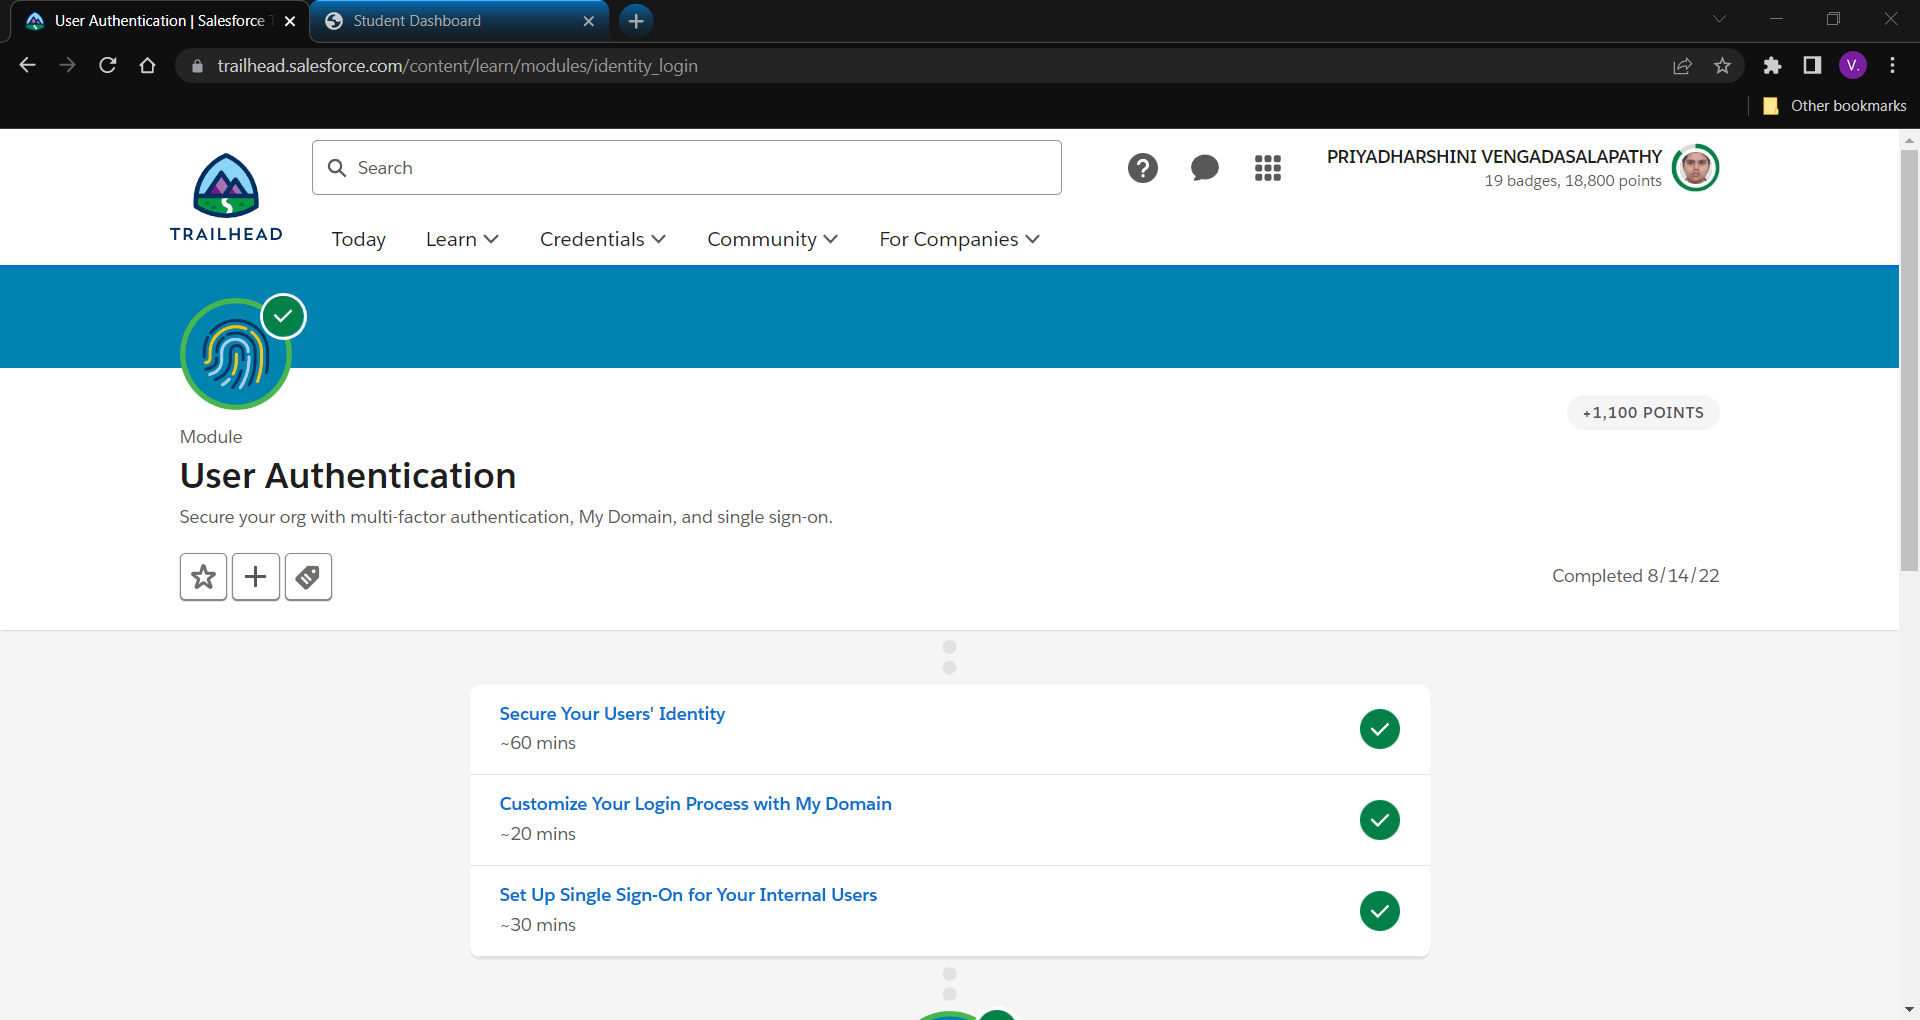 User Authentication | Salesforce
Student Dashboard
trailhead.salesforce.com/content/learn/modules/identity_login
V.
Other bookmarks
Search
PRIYADHARSHINI VENGADASALAPATHY
19 badges, 18,800 points
TRAILHEAD
Today
Learn
Credentials
Community
For Companies
+1,100 POINTS
Module
User Authentication
Secure your org with multi-factor authentication, My Domain, and single sign-on.
Completed 8/14/22
Secure Your Users' Identity
~60 mins
Customize Your Login Process with My Domain
~20 mins
Set Up Single Sign-On for Your Internal Users
~30 mins